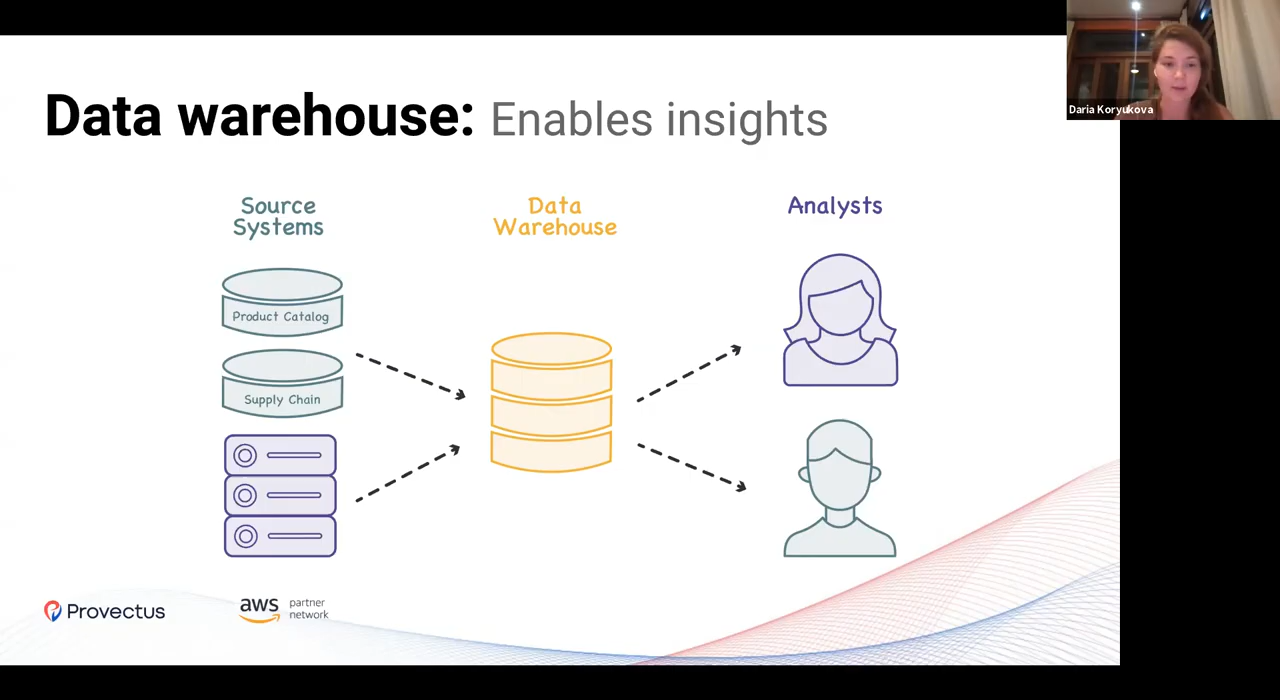 Data warehouse: Enables insights
Daria Koryukova
Source
Systems
Data
Warehouse
Analysts
Product Catalog
Supply Chain
Provectus
aws partner
network